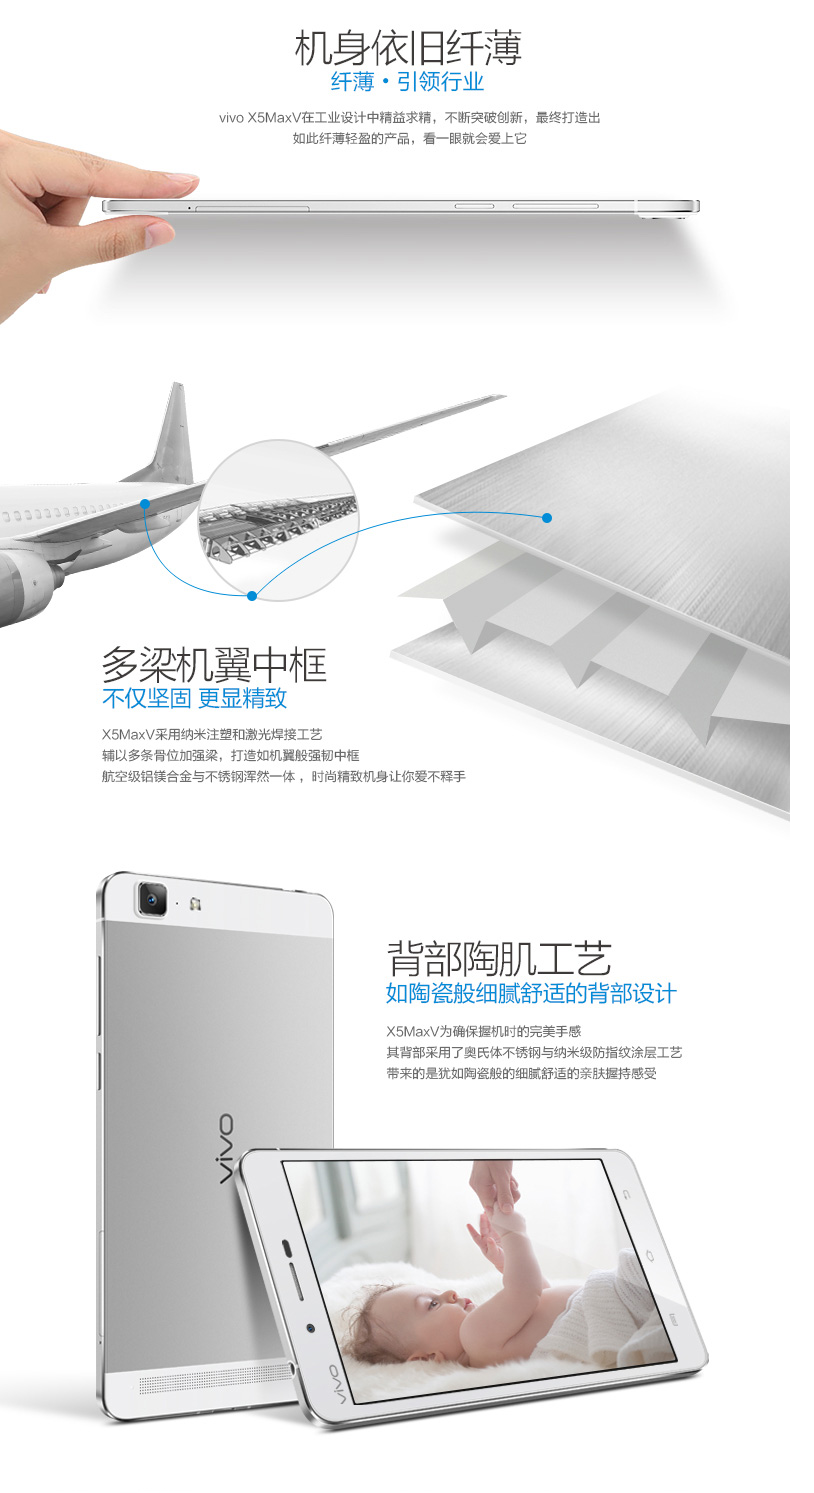 机身依旧纤薄
纤薄·引领行业
vivo X5MaxV在工业设计中精益求精，不断突破创新，最终打造出
如此纤薄轻盈的产品，看一眼就会爱上它
多梁机翼中框
不仅坚固 更显精致
X5MaxV采用纳米注塑和激光焊接工艺
辅以多条骨位加强梁，打造如机翼般强韧中框
航空级铝镁合金与不锈钢浑然一体，时尚精致机身让你爱不释手
背部陶肌工艺
如陶瓷般细腻舒适的背部设计
X5MaxV为确保握机时的完美手感
其背部采用了奥氏体不锈钢与纳米级防指纹涂层工艺
带来的是犹如陶瓷般的细腻舒适的亲肤握持感受
vivo
vivo